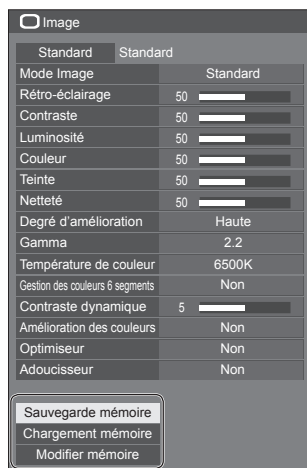 Image
Standard Standard
Mode Image Standard
Rétro-éclairage 50
Contraste 50
Luminosité 50
Couleur 50
Teinte 50
Netteté 50
Degré d'amélioration Haute
Gamma 2.2
Température de couleur 6500K
Gestion des couleurs 6 segments Non
Contraste dynamique 5
Amélioration des couleurs Non
Optimiseur Non
Adoucisseur Non
Sauvegarde mémoire
Chargement mémoire
Modifier mémoire